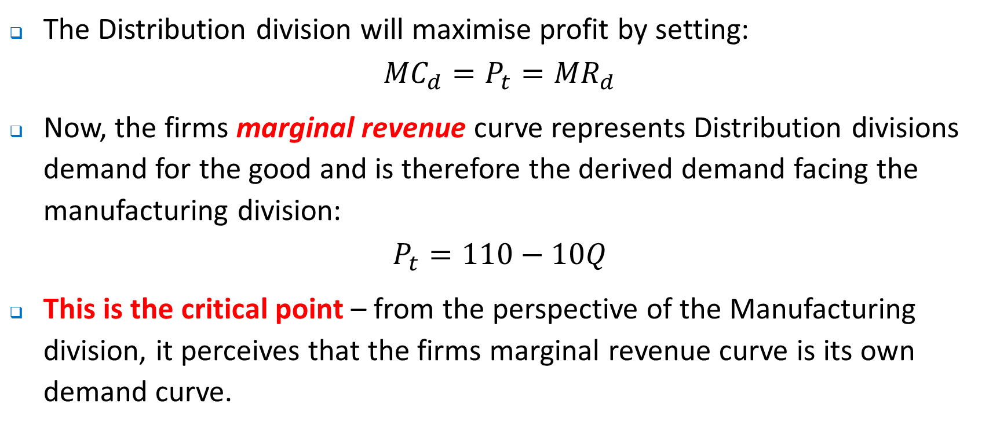 ❑ The Distribution division will maximise profit by setting:
MC_d = P_t = MR_d
❑ Now, the firms marginal revenue curve represents Distribution divisions
demand for the good and is therefore the derived demand facing the
manufacturing division:
P_t = 110 − 10Q
❑ This is the critical point – from the perspective of the Manufacturing
division, it perceives that the firms marginal revenue curve is its own
demand curve.